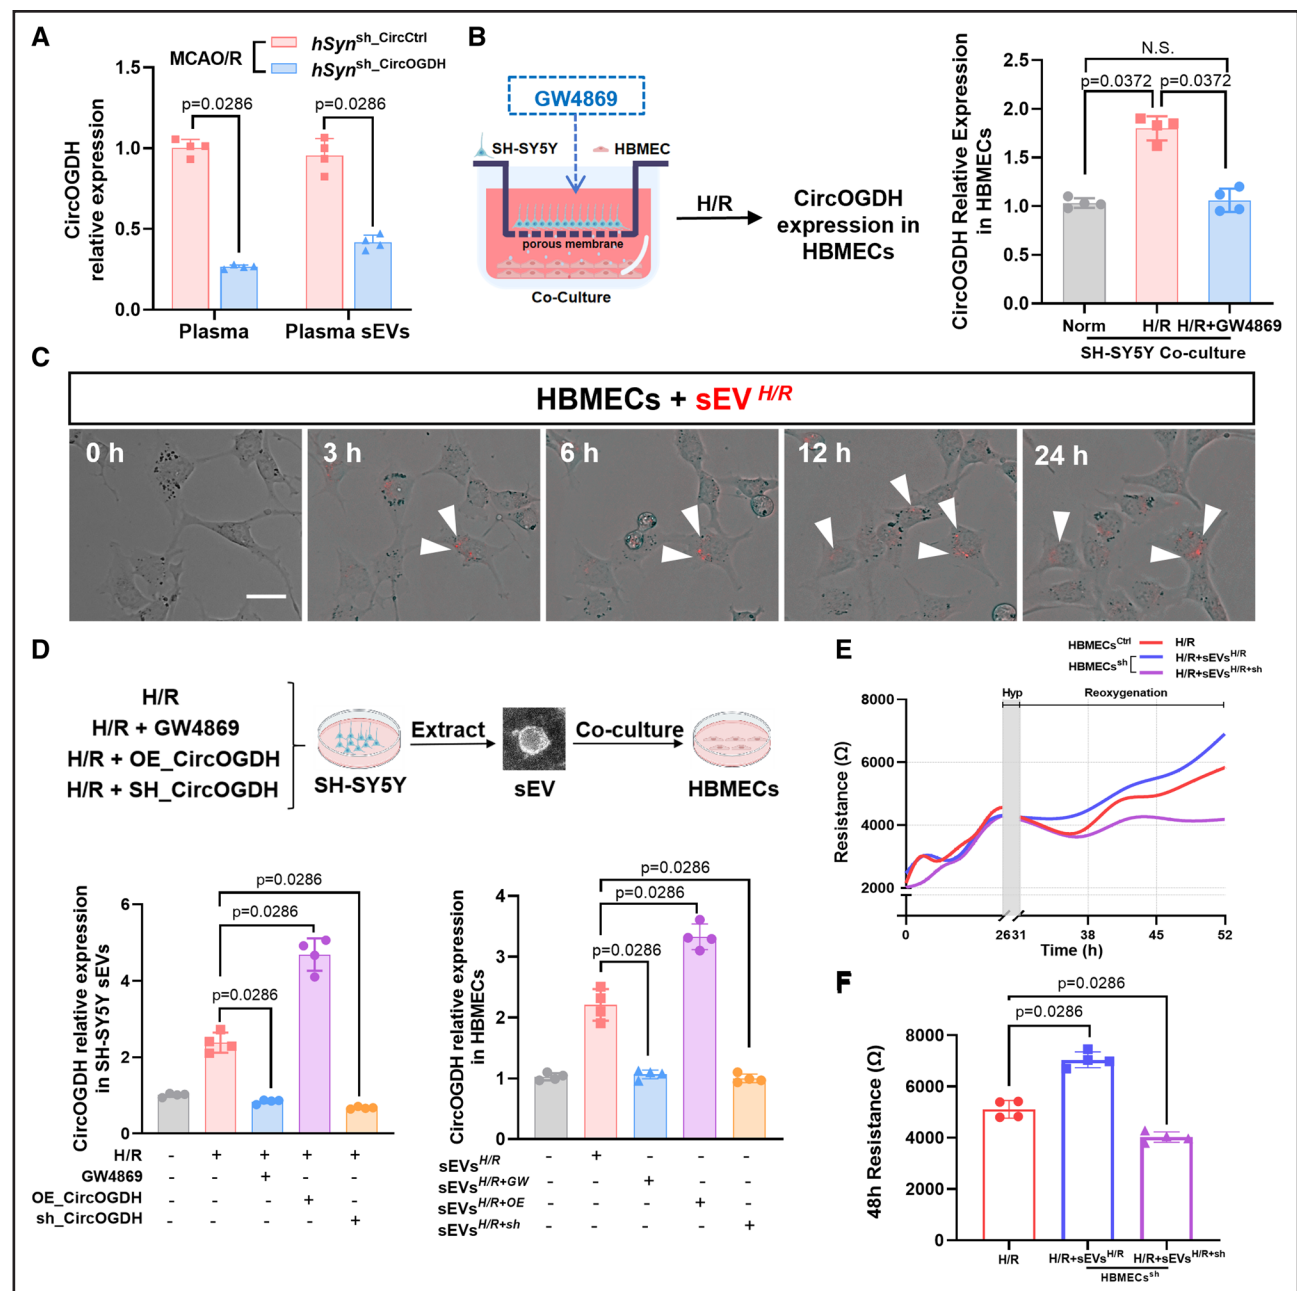 A
MCAO/R
hSyn^sh_CircCtrl
hSyn^sh_CircOGDH
CircOGDH
relative expression
1.5
1.0
0.5
0.0
p=0.0286
p=0.0286
Plasma
Plasma sEVs
B
GW4869
SH-SY5Y
HBMEC
porous membrane
Co-Culture
H/R
CircOGDH
expression in
HBMECs
CircOGDH Relative Expression
in HBMECs
2.5
2.0
1.5
1.0
0.5
0.0
N.S.
p=0.0372
p=0.0372
Norm
H/R
H/R+GW4869
SH-SY5Y Co-culture
C
HBMECs + sEV^H/R
0 h
3 h
6 h
12 h
24 h
D
H/R
H/R + GW4869
H/R + OE_CircOGDH
H/R + SH_CircOGDH
SH-SY5Y
Extract
sEV
Co-culture
HBMECs
CircOGDH relative expression
in SH-SY5Y sEVs
6
4
2
0
p=0.0286
p=0.0286
p=0.0286
H/R - + + + +
GW4869 - - + - -
OE_CircOGDH - - - + -
sh_CircOGDH - - - - +
CircOGDH relative expression
in HBMECs
4
3
2
1
0
p=0.0286
p=0.0286
p=0.0286
sEVs^H/R - + - - -
sEVs^H/R+GW - - + - -
sEVs^H/R+OE - - - + -
sEVs^H/R+sh - - - - +
E
HBMECs^Ctrl H/R
HBMECs^sh H/R+sEVs^H/R
H/R+sEVs^H/R+sh
Resistance (Ω)
8000
6000
4000
2000
Hyp
Reoxygenation
0
26
31
38
45
52
Time (h)
F
48h Resistance (Ω)
8000
6000
4000
2000
0
p=0.0286
p=0.0286
H/R
H/R+sEVs^H/R
H/R+sEVs^H/R+sh
HBMECs^sh